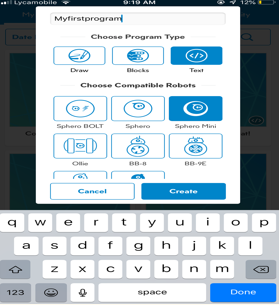 Lycamobile 9:19 AM 12%
Myfirstprogram
Choose Program Type
Draw Blocks Text
Choose Compatible Robots
Sphero BOLT Sphero Sphero Mini
Ollie BB-8 BB-9E
Cancel Create
q w e r t y u i o p
a s d f g h j k l
z x c v b n m
123 space Done